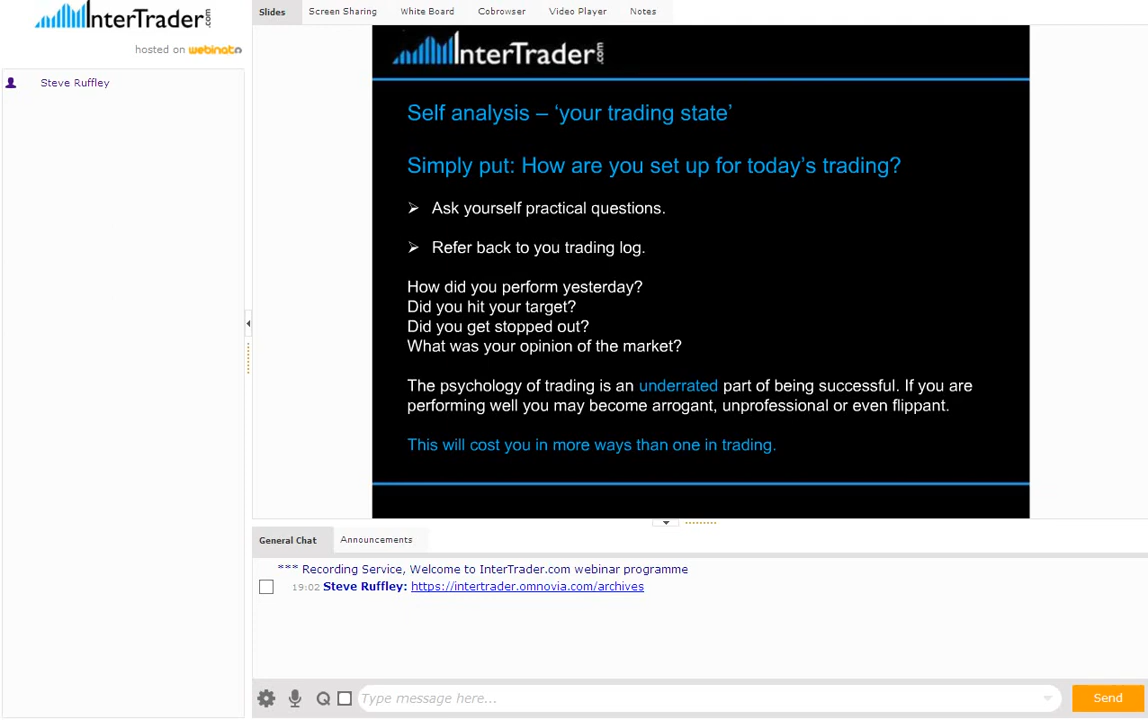 InterTrader.com
hosted on webinato
Steve Ruffley
Slides Screen Sharing White Board Cobrowser Video Player Notes
InterTrader.com
Self analysis – ‘your trading state’
Simply put: How are you set up for today’s trading?
➢ Ask yourself practical questions.
➢ Refer back to you trading log.
How did you perform yesterday?
Did you hit your target?
Did you get stopped out?
What was your opinion of the market?
The psychology of trading is an underrated part of being successful. If you are
performing well you may become arrogant, unprofessional or even flippant.
This will cost you in more ways than one in trading.
General Chat Announcements
*** Recording Service, Welcome to InterTrader.com webinar programme
19:02 Steve Ruffley: https://intertrader.omnovia.com/archives
Q Type message here... Send